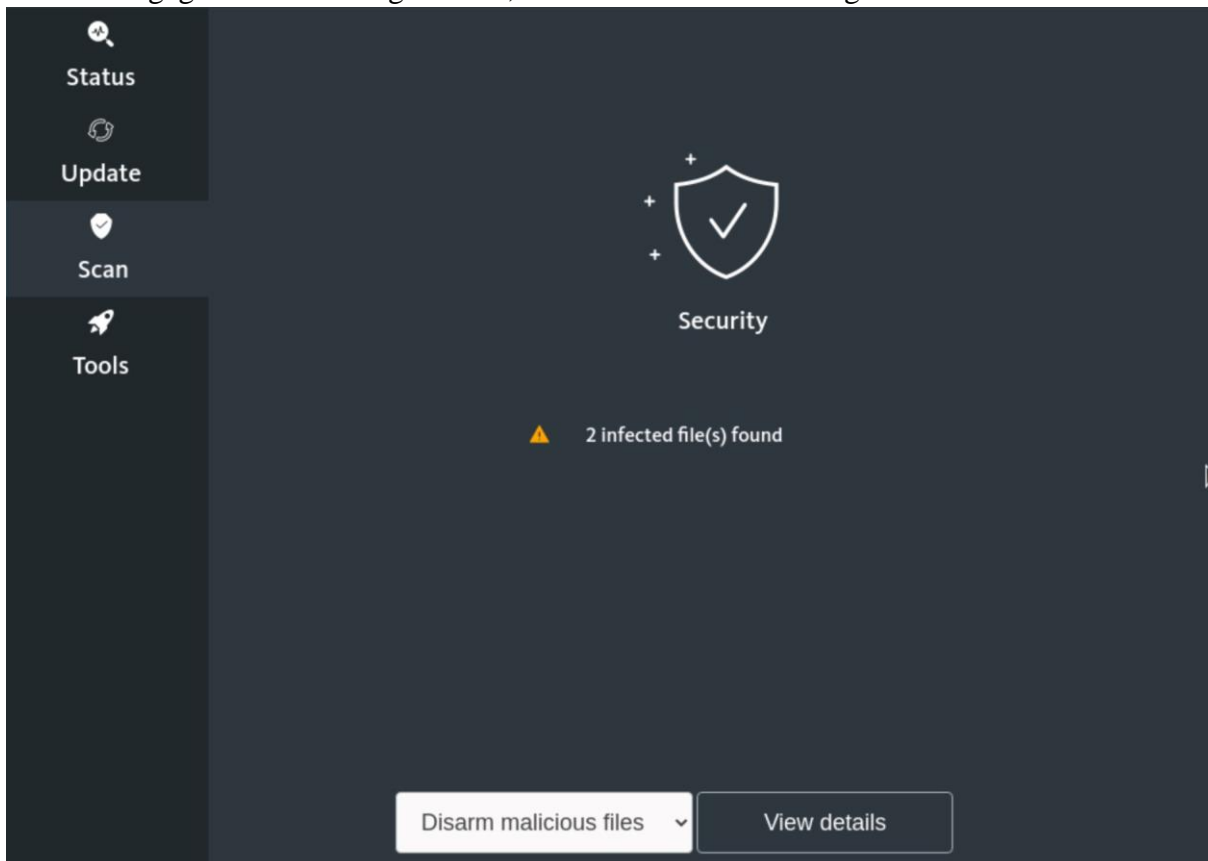 Status
Update
Scan
Tools
Security
2 infected file(s) found
Disarm malicious files
View details